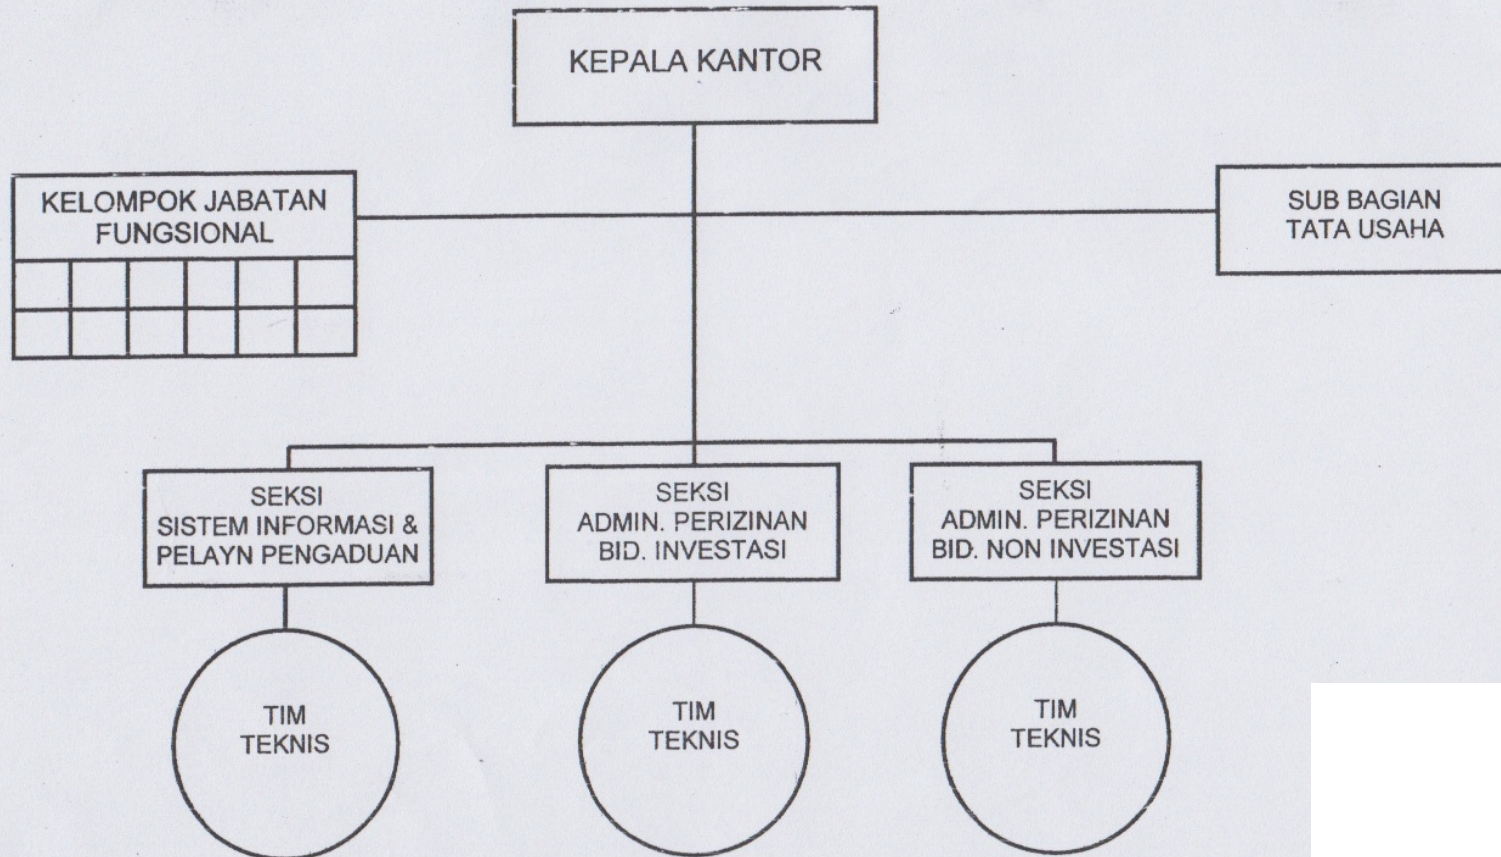 KEPALA KANTOR
KELOMPOK JABATAN
FUNGSIONAL
SUB BAGIAN
TATA USAHA
SEKSI
SISTEM INFORMASI &
PELAYN PENGADUAN
SEKSI
ADMIN. PERIZINAN
BID. INVESTASI
SEKSI
ADMIN. PERIZINAN
BID. NON INVESTASI
TIM
TEKNIS
TIM
TEKNIS
TIM
TEKNIS